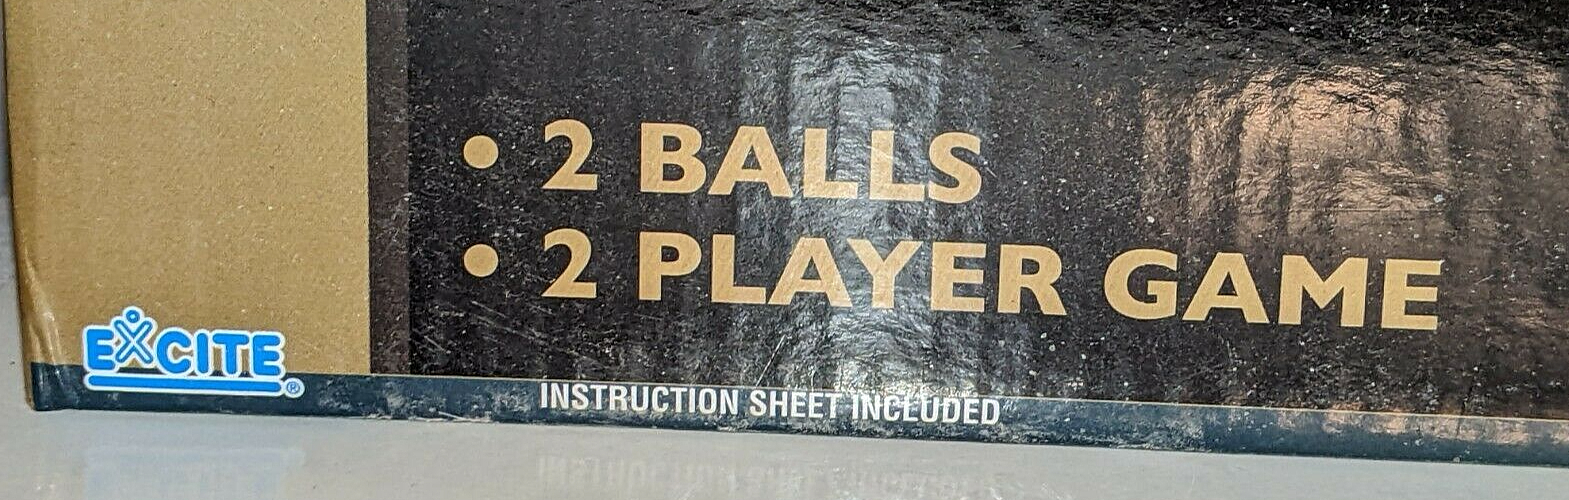 • 2 BALLS
• 2 PLAYER GAME
EXCITE®
INSTRUCTION SHEET INCLUDED